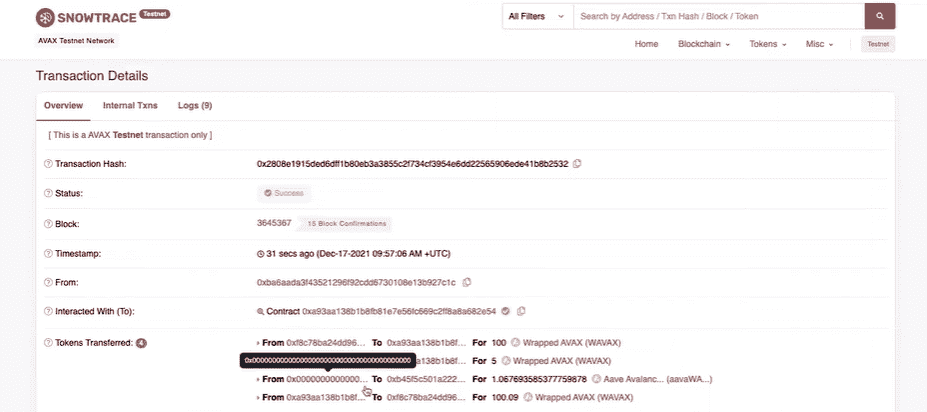 SNOWTRACE Testnet
All Filters Search by Address / Txn Hash / Block / Token
AVAX Testnet Network
Home Blockchain Tokens Misc Testnet
Transaction Details
Overview Internal Txns Logs (9)
[ This is a AVAX Testnet transaction only ]
Transaction Hash: 0x2808e1915ded6dff1b80eb3a3855c2f734cf3954e6dd22565906ede41b8b2532
Status: Success
Block: 3645367 15 Block Confirmations
Timestamp: 31 secs ago (Dec-17-2021 09:57:06 AM +UTC)
From: 0xba6aada3f43521296f92cdd6730108e13b927c1c
Interacted With (To): Contract 0xa93aa138b1b8fb81e7e56fc669c2ff8a8a682e54
Tokens Transferred: 4 From 0xf8c78ba24dd96... To 0xa93aa138b1b8f... For 100 Wrapped AVAX (WAVAX)
For 5 Wrapped AVAX (WAVAX)
From 0x0000000000000... To 0xb45f5c501a222... For 1.067693585377759878 Aave Avalanc... (aavaWA...)
From 0xa93aa138b1b8f... To 0xf8c78ba24dd96... For 100.09 Wrapped AVAX (WAVAX)